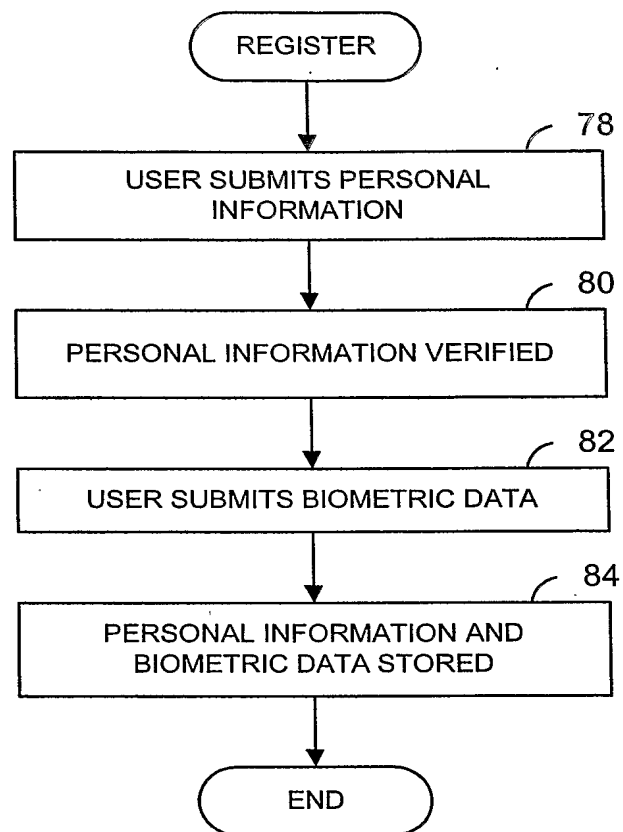 REGISTER
78
USER SUBMITS PERSONAL
INFORMATION
80
PERSONAL INFORMATION VERIFIED
82
USER SUBMITS BIOMETRIC DATA
84
PERSONAL INFORMATION AND
BIOMETRIC DATA STORED
END